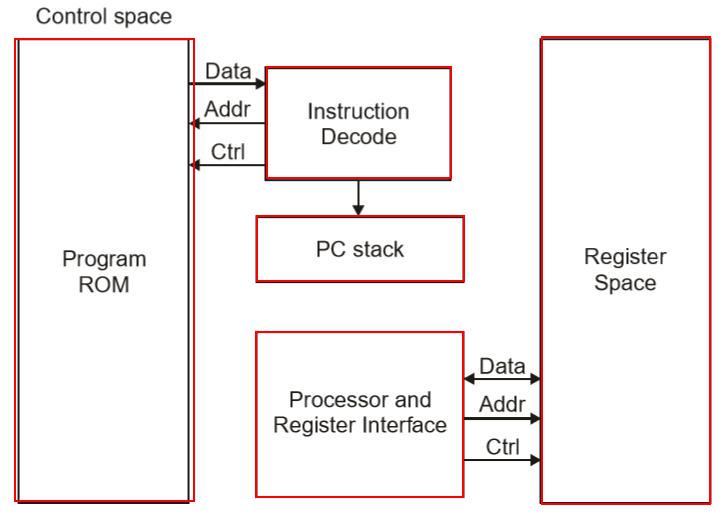 Control space
Data
Addr
Ctrl
Instruction
Decode
Program
ROM
PC stack
Register
Space
Processor and
Register Interface
Data
Addr
Ctrl